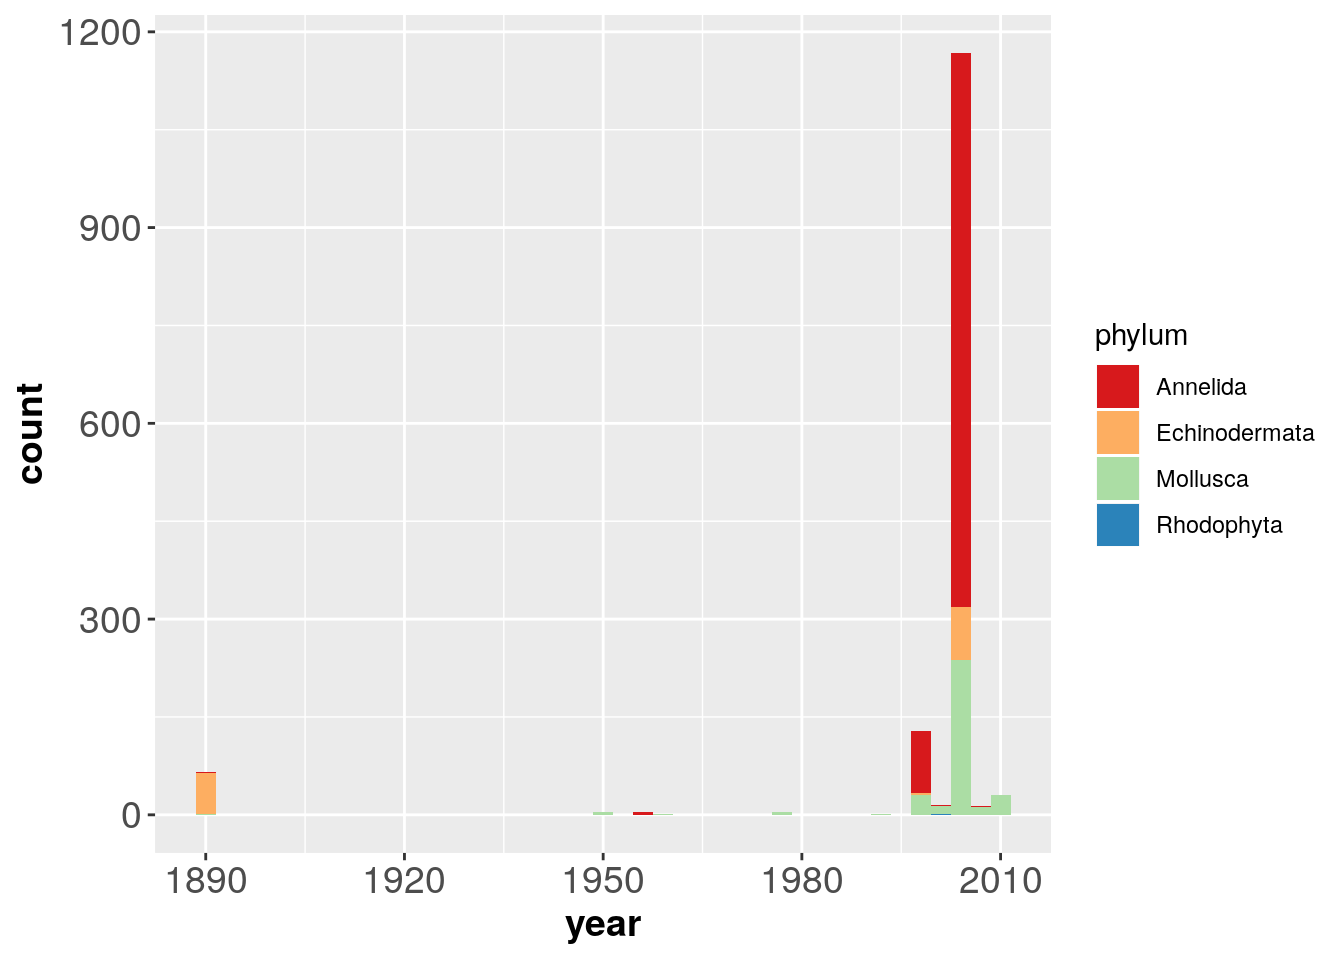 1200
900
600
300
0
count
1890 1920 1950 1980 2010
year
phylum
Annelida
Echinodermata
Mollusca
Rhodophyta